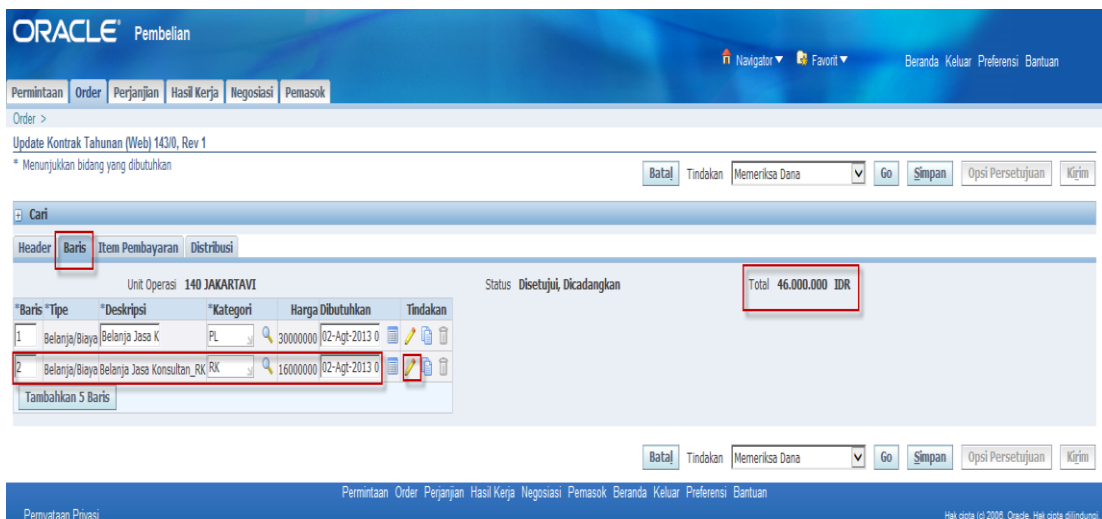 ORACLE Pembelian
Navigator Favorit Beranda Keluar Preferensi Bantuan
Permintaan Order Perjanjian Hasil Kerja Negosiasi Pemasok
Order >
Update Kontrak Tahunan (Web) 143/0, Rev 1
* Menunjukkan bidang yang dibutuhkan
Batal Tindakan Memeriksa Dana Go Simpan Opsi Persetujuan Kirim
Cari
Header Baris Item Pembayaran Distribusi
Unit Operasi 140 JAKARTAVI Status Disetujui, Dicadangkan Total 46.000.000 IDR
*Baris *Tipe *Deskripsi *Kategori Harga Dibutuhkan Tindakan
1 Belanja/Biaya Belanja Jasa K PL 30000000 02-Agt-2013 0
2 Belanja/Biaya Belanja Jasa Konsultan_RK RK 16000000 02-Agt-2013 0
Tambahkan 5 Baris
Batal Tindakan Memeriksa Dana Go Simpan Opsi Persetujuan Kirim
Permintaan Order Perjanjian Hasil Kerja Negosiasi Pemasok Beranda Keluar Preferensi Bantuan
Pernyataan Privasi Hak cipta (c) 2006, Oracle. Hak cipta dilindungi.